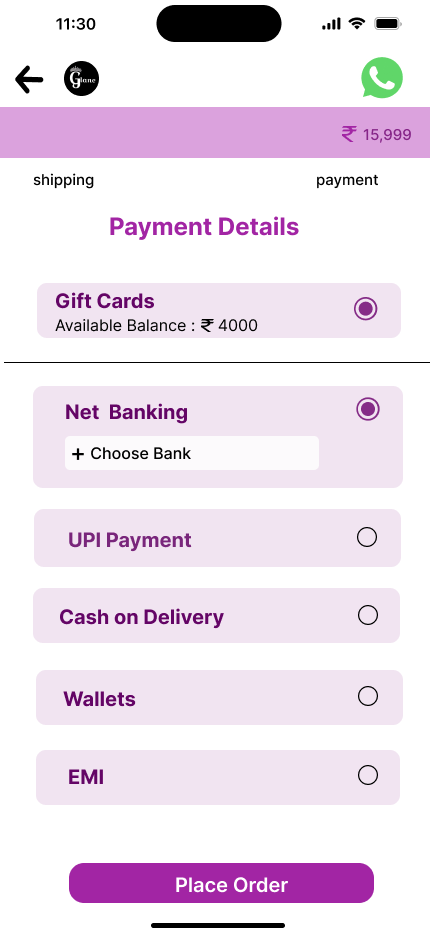 11:30
Glane
₹ 15,999
shipping payment
Payment Details
Gift Cards
Available Balance : ₹ 4000
Net Banking
+ Choose Bank
UPI Payment
Cash on Delivery
Wallets
EMI
Place Order